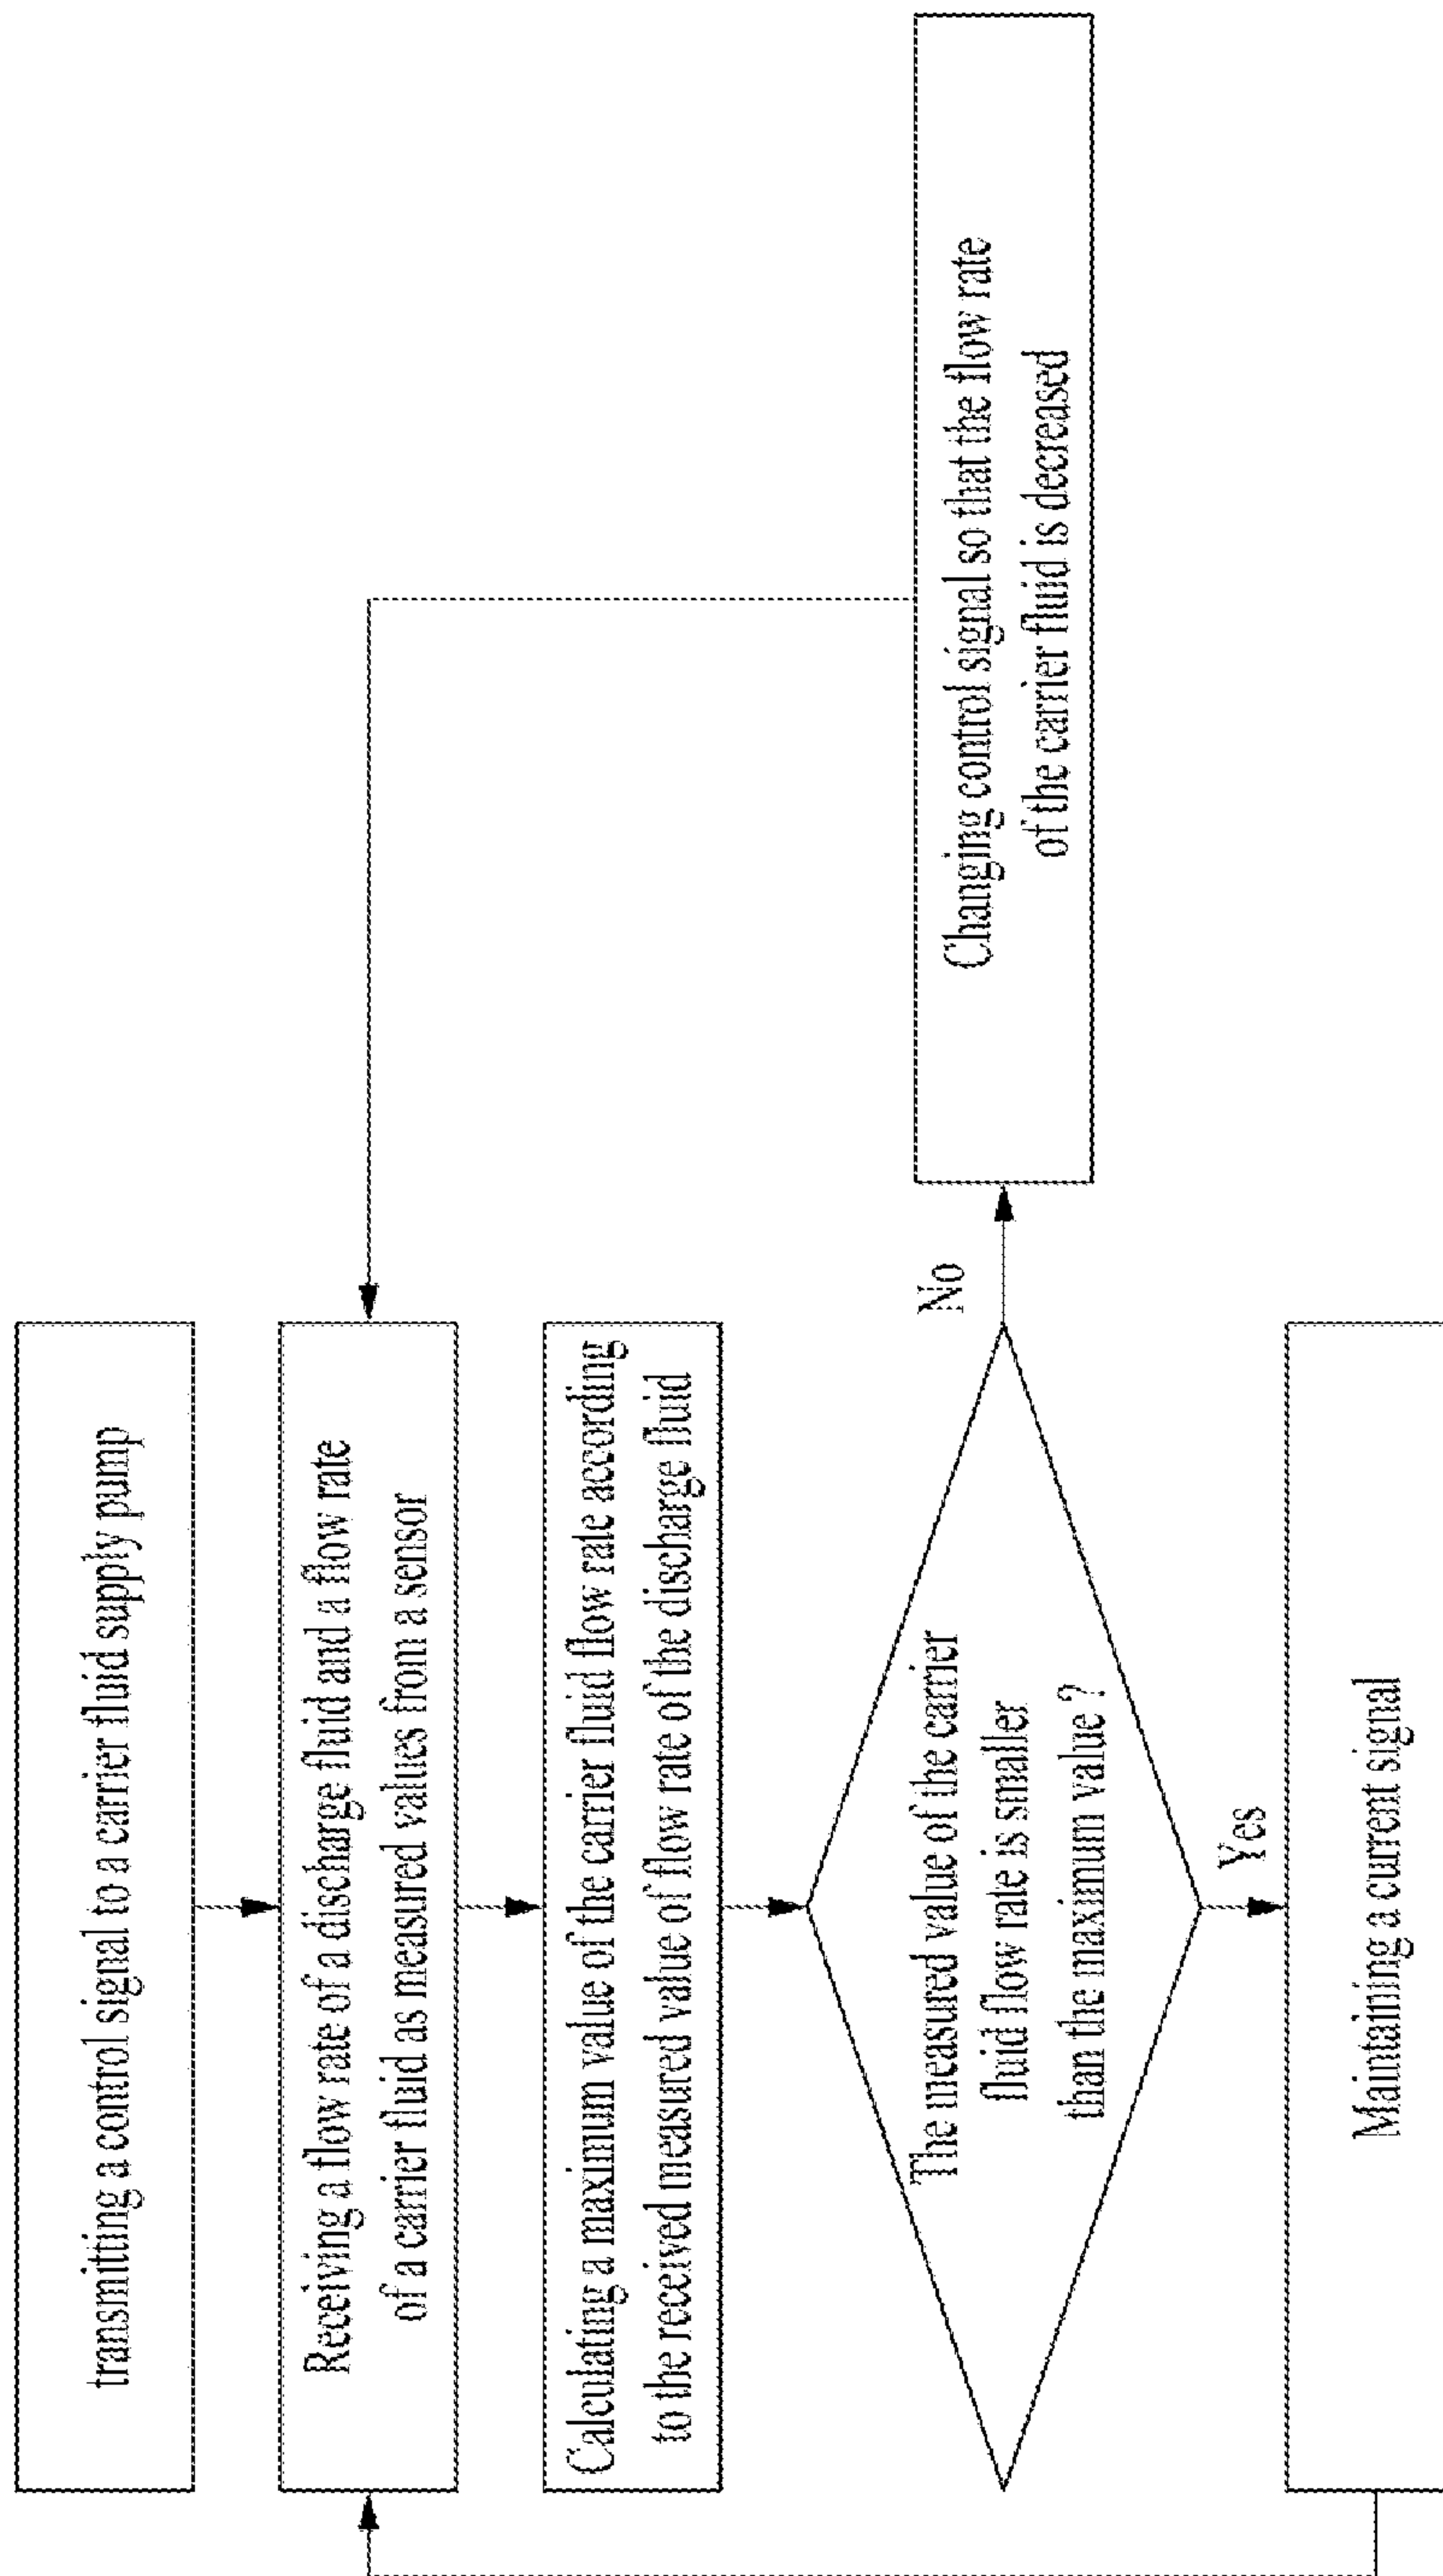 transmitting a control signal to a carrier fluid supply pump
Receiving a flow rate of a discharge fluid and a flow rate
of a carrier fluid as measured values from a sensor
Calculating a maximum value of the carrier fluid flow rate according
to the received measured value of flow rate of the discharge fluid
The measured value of the carrier
fluid flow rate is smaller
than the maximum value ?
No
Changing control signal so that the flow rate
of the carrier fluid is decreased
Yes
Maintaining a current signal